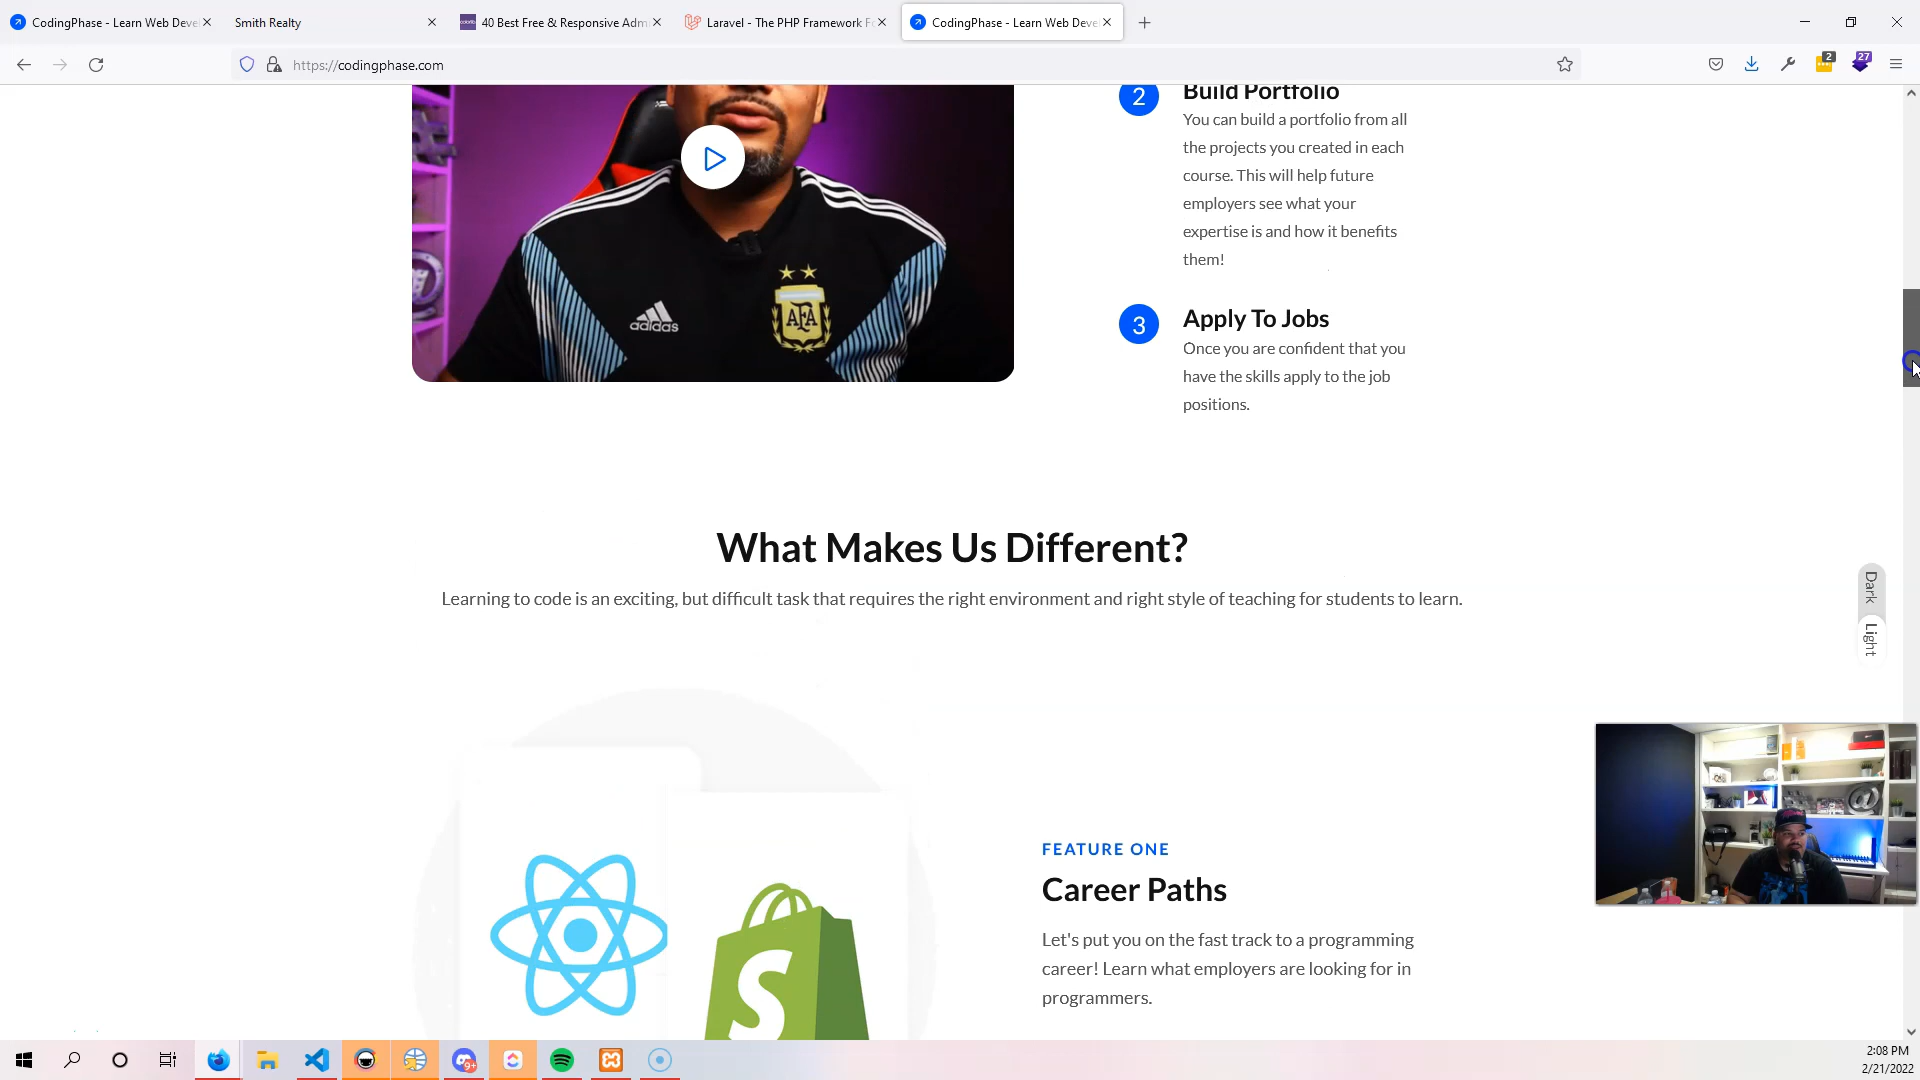 CodingPhase - Learn Web Deve
Smith Realty
40 Best Free & Responsive Adm
Laravel - The PHP Framework F
CodingPhase - Learn Web Deve
https://codingphase.com
2
27
2
Build Portfolio
You can build a portfolio from all
the projects you created in each
course. This will help future
employers see what your
expertise is and how it benefits
them!
adidas
AFA
3
Apply To Jobs
Once you are confident that you
have the skills apply to the job
positions.
What Makes Us Different?
Learning to code is an exciting, but difficult task that requires the right environment and right style of teaching for students to learn.
Dark
Light
FEATURE ONE
Career Paths
Let's put you on the fast track to a programming
career! Learn what employers are looking for in
programmers.
S
@
9+
2:08 PM
2/21/2022